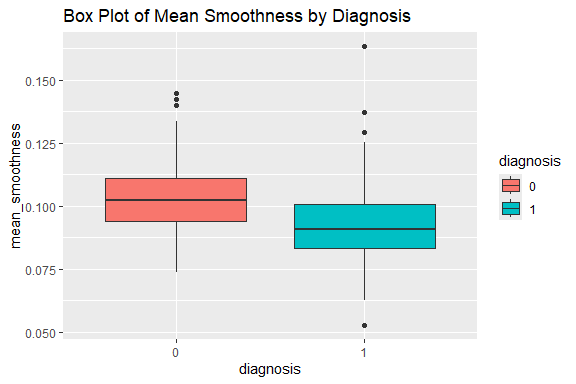 Box Plot of Mean Smoothness by Diagnosis
mean_smoothness
0.150
0.125
0.100
0.075
0.050
0
1
diagnosis
diagnosis
0
1